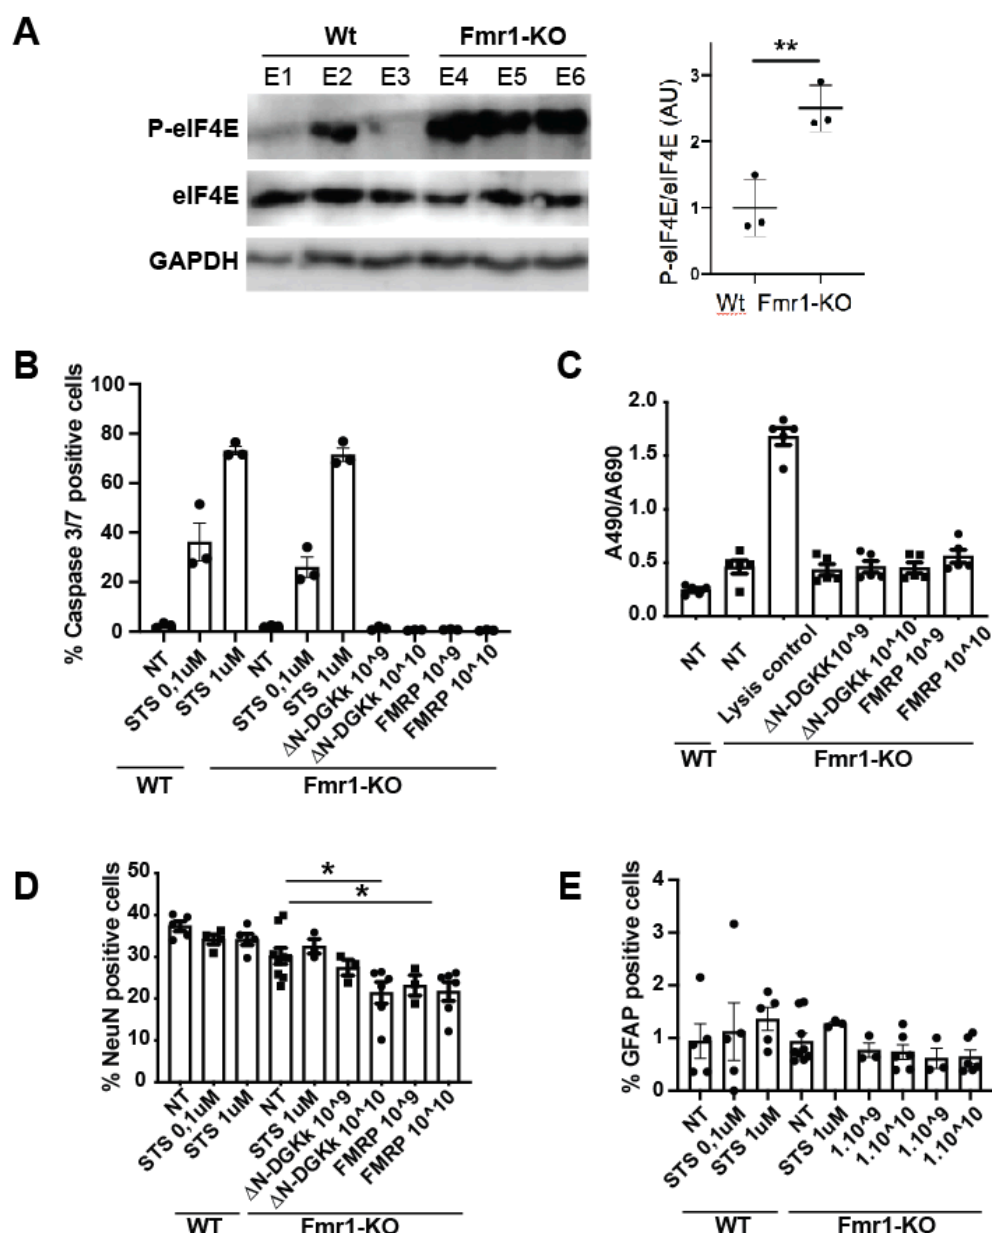 A
Wt Fmr1-KO
E1 E2 E3 E4 E5 E6
P-eIF4E
eIF4E
GAPDH
P-eIF4E/eIF4E (AU)
3
2
1
0
**
Wt Fmr1-KO
B
% Caspase 3/7 positive cells
100
80
60
40
20
0
NT
STS 0,1uM
STS 1uM
NT
STS 0,1uM
STS 1uM
ΔN-DGKk 10^9
ΔN-DGKk 10^10
FMRP 10^9
FMRP 10^10
WT
Fmr1-KO
C
A490/A690
2.0
1.5
1.0
0.5
0.0
NT
NT
Lysis control
ΔN-DGKK10^9
ΔN-DGKk 10^10
FMRP 10^9
FMRP 10^10
WT
Fmr1-KO
D
% NeuN positive cells
50
40
30
20
10
0
*
*
NT
STS 0,1uM
STS 1uM
NT
STS 1uM
ΔN-DGKk 10^9
ΔN-DGKk 10^10
FMRP 10^9
FMRP 10^10
WT
Fmr1-KO
E
% GFAP positive cells
4
3
2
1
0
NT
STS 0,1uM
STS 1uM
NT
STS 1uM
1.10^9
1.10^10
1.10^9
1.10^10
WT
Fmr1-KO